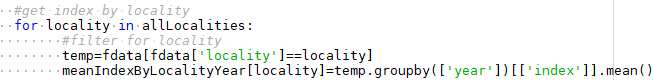 #get index by locality
for locality in allLocalities:
#filter for locality
temp=fdata[fdata['locality']==locality]
meanIndexByLocalityYear[locality]=temp.groupby(['year'])[['index']].mean()